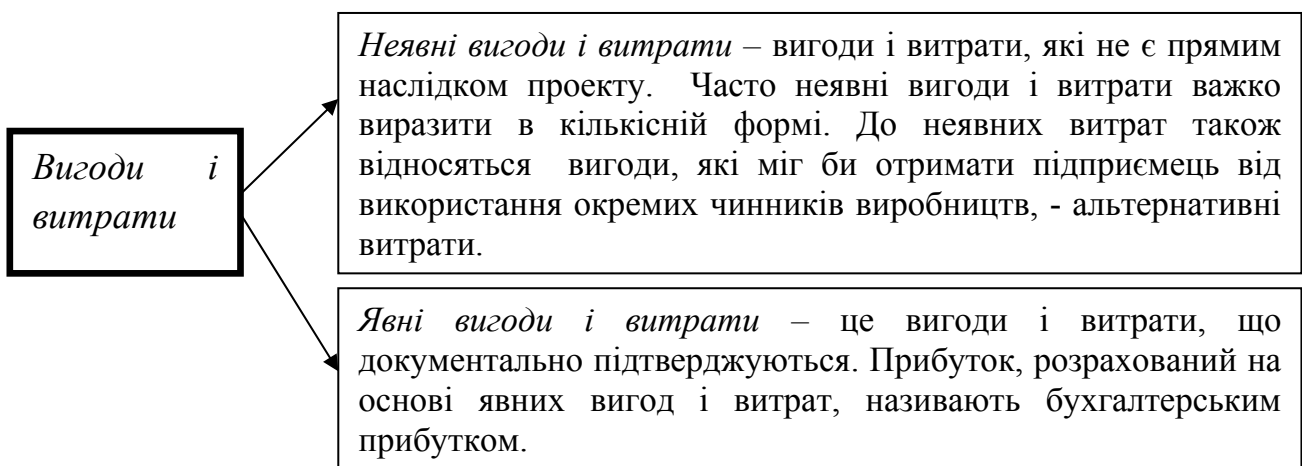 Вигоди і
витрати
Неявні вигоди і витрати – вигоди і витрати, які не є прямим
наслідком проекту. Часто неявні вигоди і витрати важко
виразити в кількісній формі. До неявних витрат також
відносяться вигоди, які міг би отримати підприємець від
використання окремих чинників виробництв, - альтернативні
витрати.
Явні вигоди і витрати – це вигоди і витрати, що
документально підтверджуються. Прибуток, розрахований на
основі явних вигод і витрат, називають бухгалтерським
прибутком.